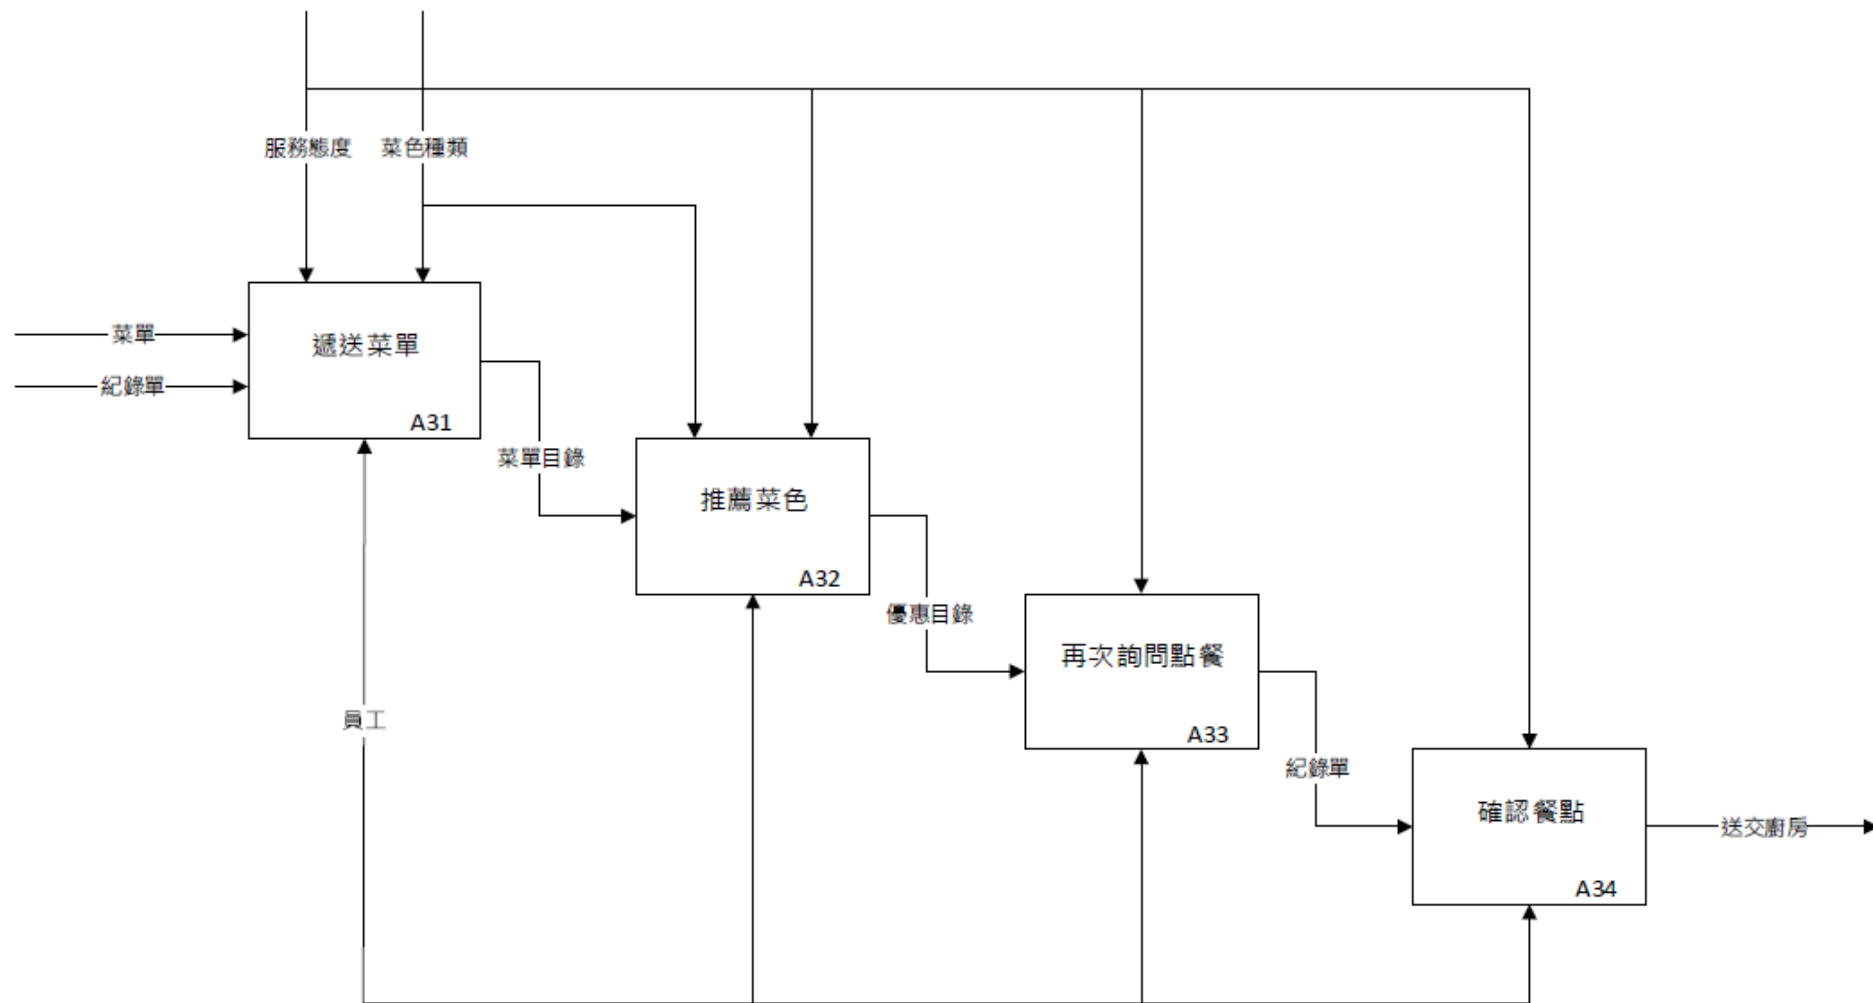 服務態度
菜色種類
菜單
紀錄單
遞送菜單
A31
菜單目錄
推薦菜色
A32
優惠目錄
再次詢問點餐
A33
員工
紀錄單
確認餐點
A34
送交廚房